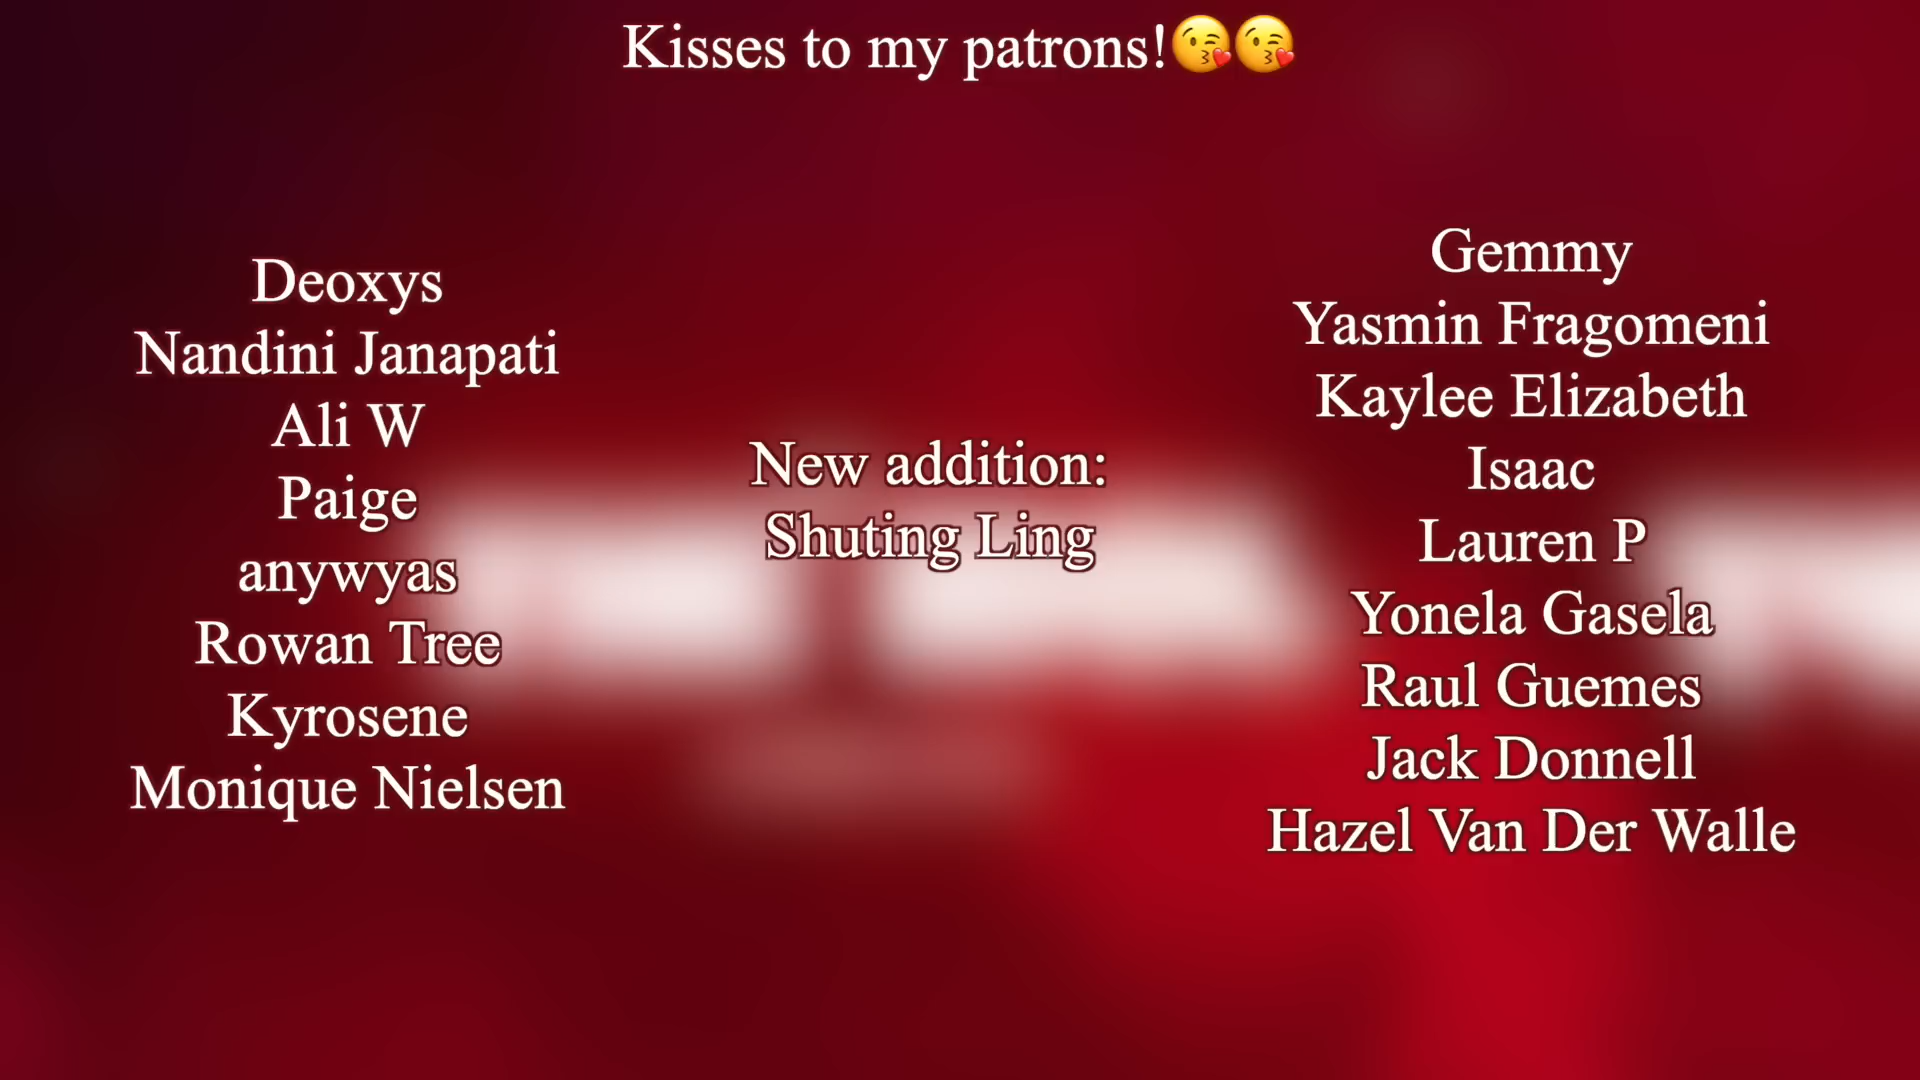 Kisses to my patrons!😘😘
Deoxys
Nandini Janapati
Ali W
Paige
anywyas
Rowan Tree
Kyrosene
Monique Nielsen
New addition:
Shuting Ling
Gemmy
Yasmin Fragomeni
Kaylee Elizabeth
Isaac
Lauren P
Yonela Gasela
Raul Guemes
Jack Donnell
Hazel Van Der Walle